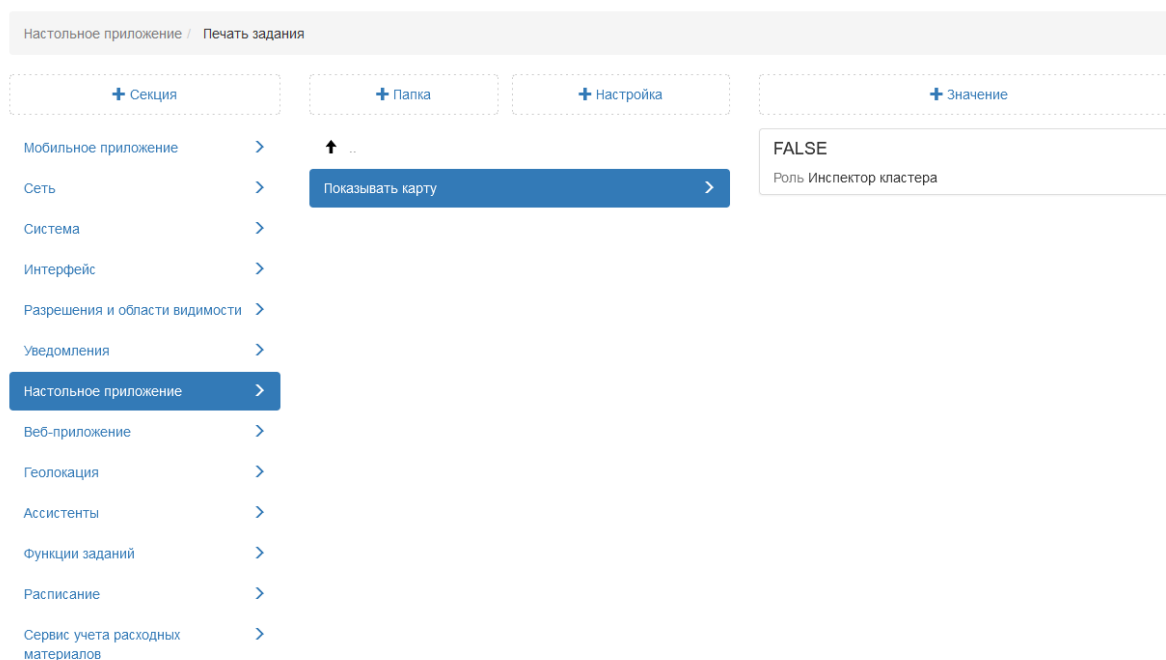 Настольное приложение / Печать задания
+ Секция
+ Папка
+ Настройка
+ Значение
Мобильное приложение
Сеть
Система
Интерфейс
Разрешения и области видимости
Уведомления
Настольное приложение
Веб-приложение
Геолокация
Ассистенты
Функции заданий
Расписание
Сервис учета расходных
материалов
..
Показывать карту
FALSE
Роль Инспектор кластера